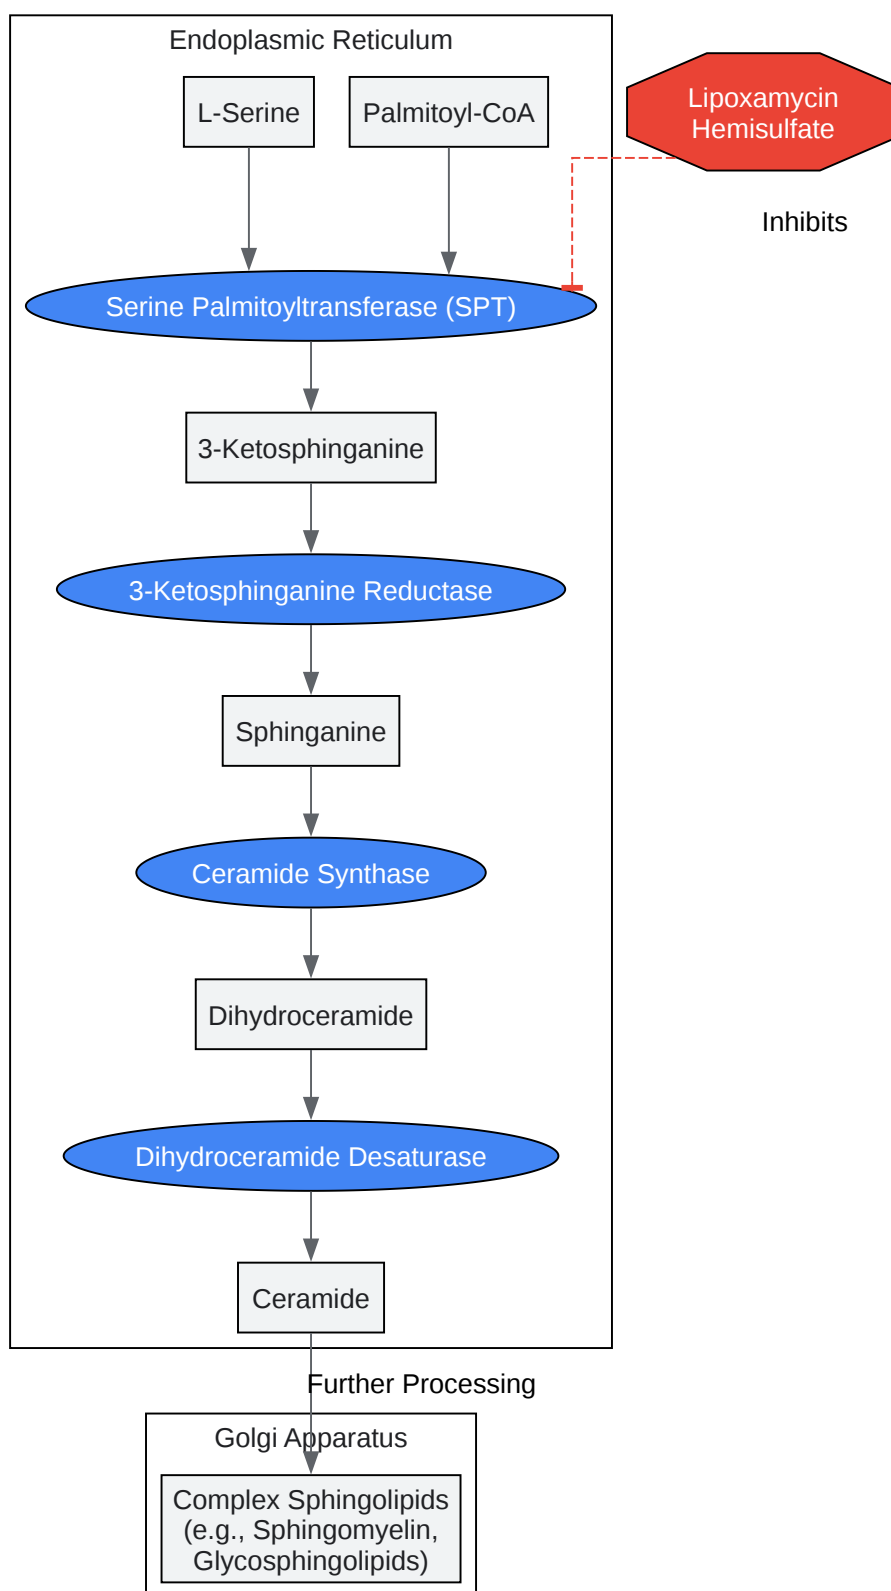 Endoplasmic Reticulum
L-Serine
Palmitoyl-CoA
Lipoxamycin
Hemisulfate
Inhibits
Serine Palmitoyltransferase (SPT)
3-Ketosphinganine
3-Ketosphinganine Reductase
Sphinganine
Ceramide Synthase
Dihydroceramide
Dihydroceramide Desaturase
Ceramide
Further Processing
Golgi Apparatus
Complex Sphingolipids
(e.g., Sphingomyelin,
Glycosphingolipids)